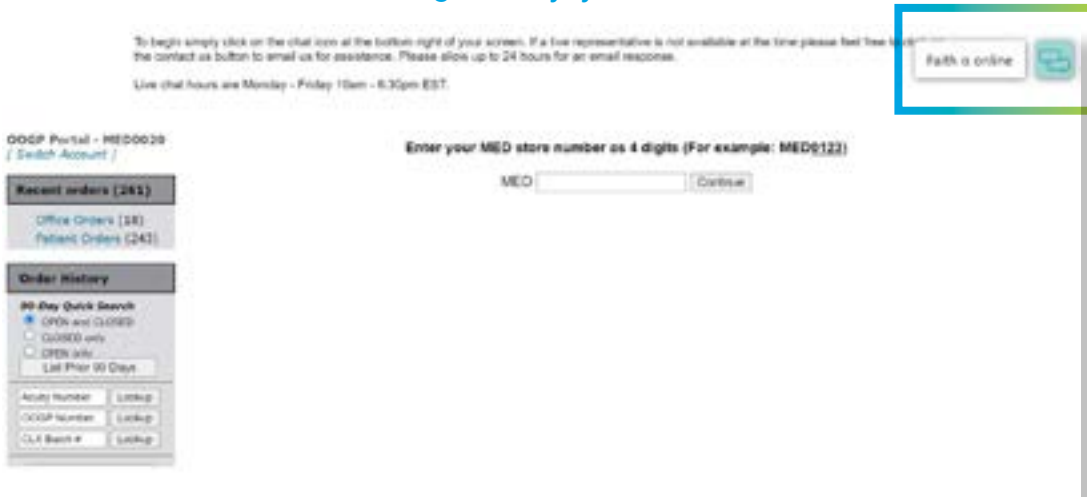 To begin simply click on the chat icon at the bottom right of your screen. If a live representative is not available at the time please feel free to
the contact us button to email us for assistance. Please allow up to 24 hours for an email response.
Live chat hours are Monday - Friday 10am - 6:30pm EST.
Faith is online
OOGP Portal - MED0020
[ Switch Account ]
Enter your MED store number as 4 digits (For example: MED0123)
MED
Continue
Recent orders (261)
Office Orders (18)
Patient Orders (243)
Order History
90-Day Quick Search
OPEN and CLOSED
CLOSED only
OPEN only
List Prior 90 Days
Acuity Number Lookup
OOGP Number Lookup
CLX Batch # Lookup